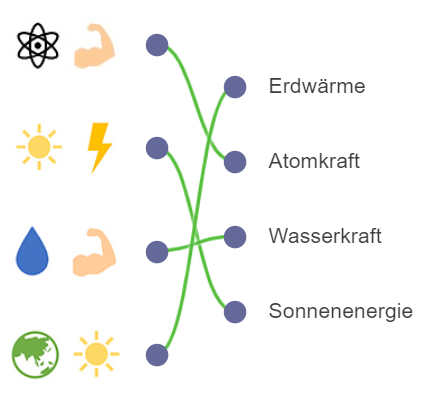 Erdwärme
Atomkraft
Wasserkraft
Sonnenenergie